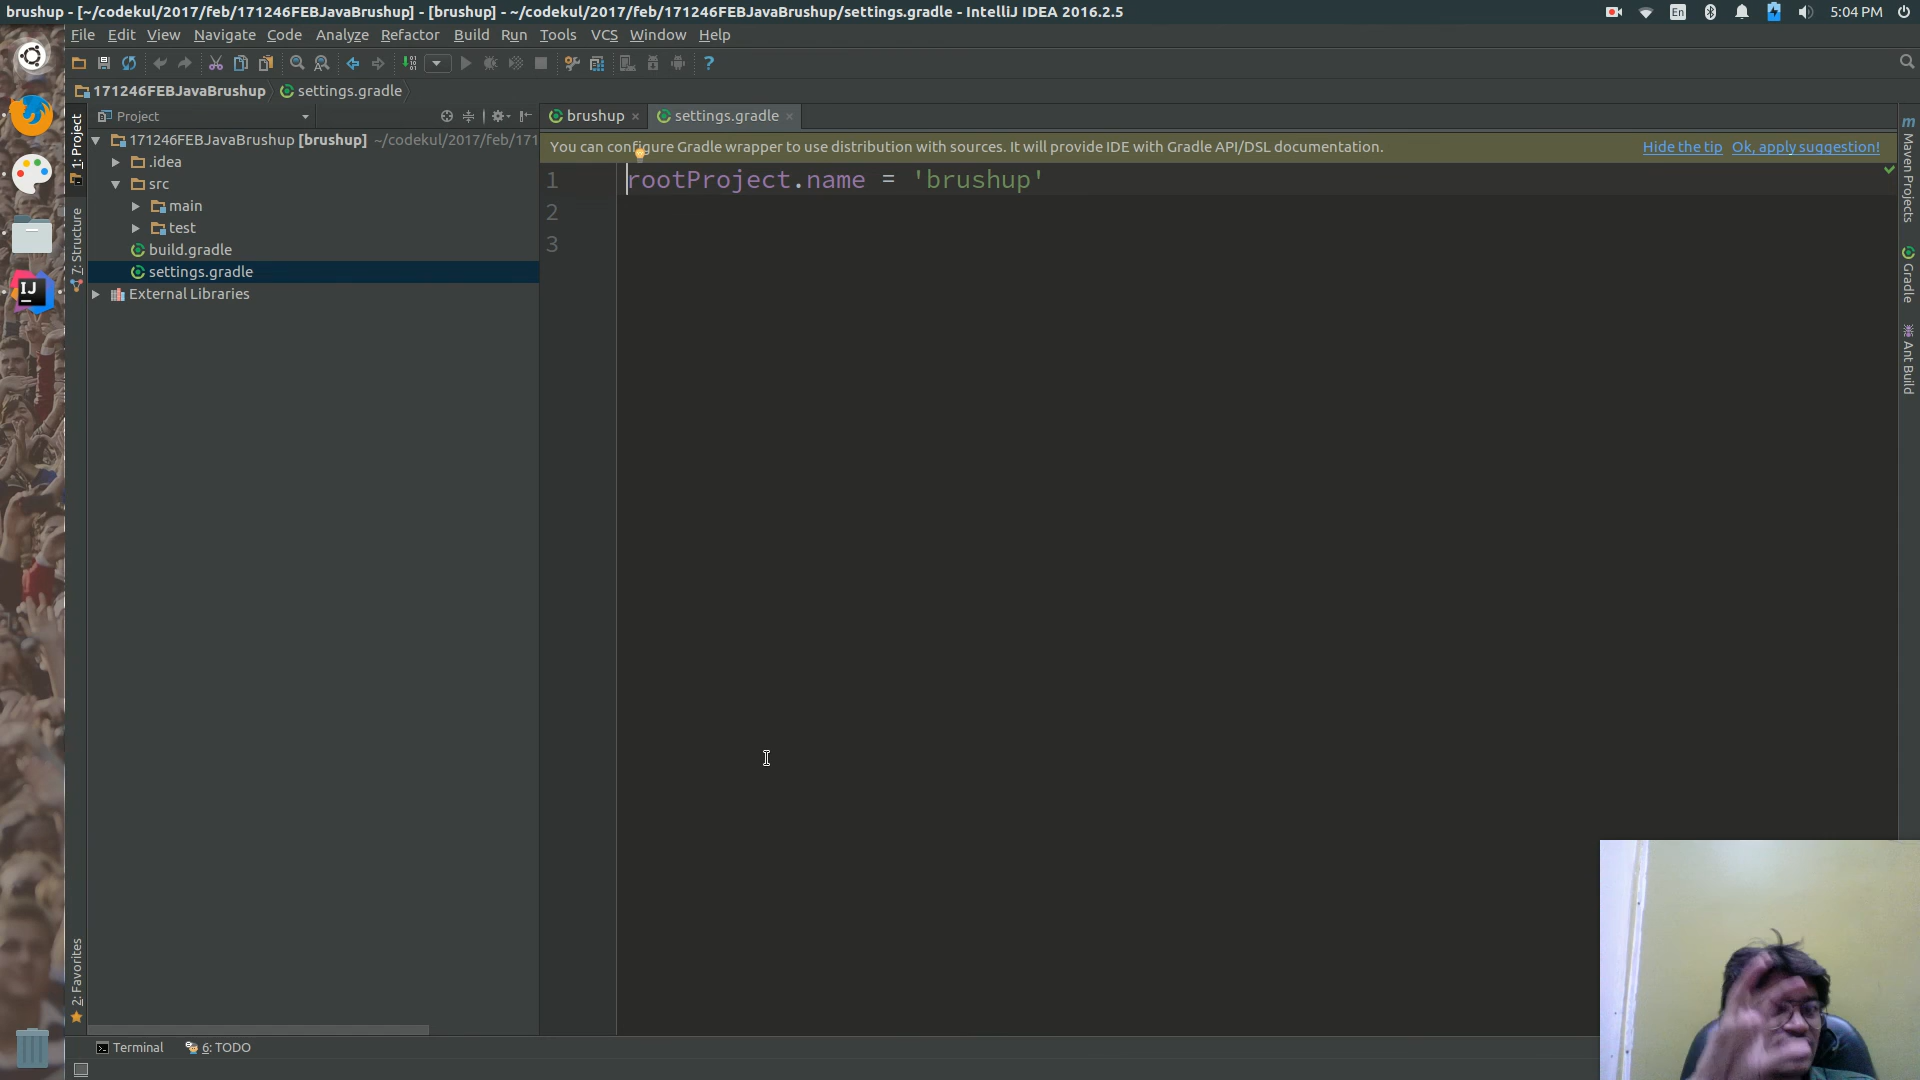 brushup - [~/codekul/2017/feb/171246FEBJavaBrushup] - [brushup] - ~/codekul/2017/feb/171246FEBJavaBrushup/settings.gradle - IntelliJ IDEA 2016.2.5
En
5:04 PM
File Edit View Navigate Code Analyze Refactor Build Run Tools VCS Window Help
171246FEBJavaBrushup settings.gradle
Project
brushup
settings.gradle
171246FEBJavaBrushup [brushup] ~/codekul/2017/feb/171
.idea
src
main
test
build.gradle
settings.gradle
External Libraries
You can configure Gradle wrapper to use distribution with sources. It will provide IDE with Gradle API/DSL documentation. Hide the tip Ok, apply suggestion!
1 rootProject.name = 'brushup'
2
3
1: Project
7: Structure
2: Favorites
IJ
m Maven Projects
Gradle
Ant Build
Terminal 6: TODO